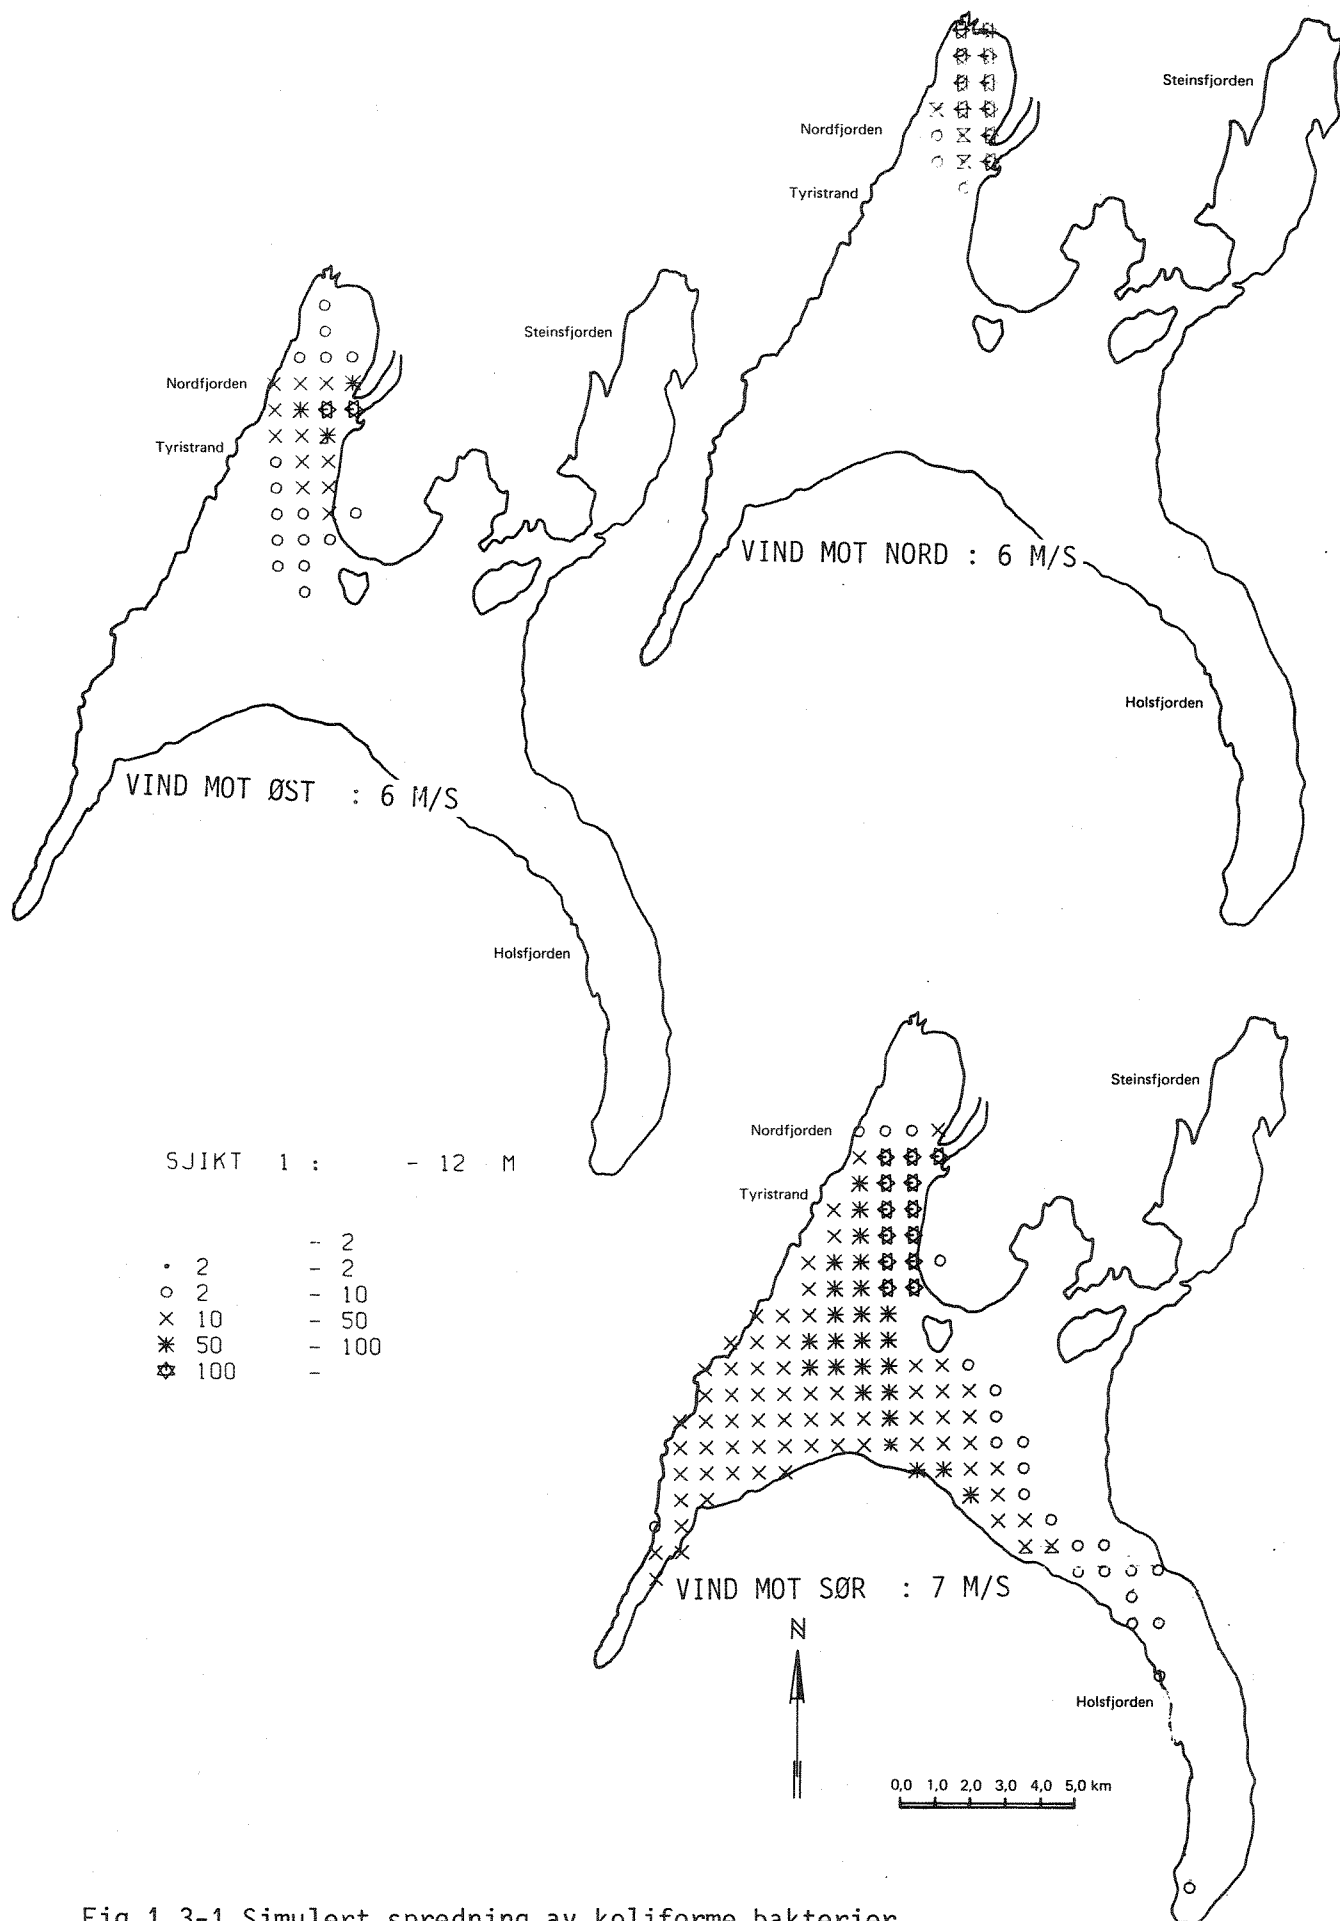 Steinsfjorden
Nordfjorden
Tyristrand
VIND MOT NORD : 6 M/S
Holsfjorden
Steinsfjorden
Nordfjorden
Tyristrand
VIND MOT ØST : 6 M/S
Holsfjorden
SJIKT 1 : - 12 M
- 2
• 2 - 2
○ 2 - 10
× 10 - 50
✳ 50 - 100
✡ 100 -
Steinsfjorden
Nordfjorden
Tyristrand
VIND MOT SØR : 7 M/S
N
Holsfjorden
0,0 1,0 2,0 3,0 4,0 5,0 km
Fig 1.3-1 Simulert spredning av koliforme bakterier